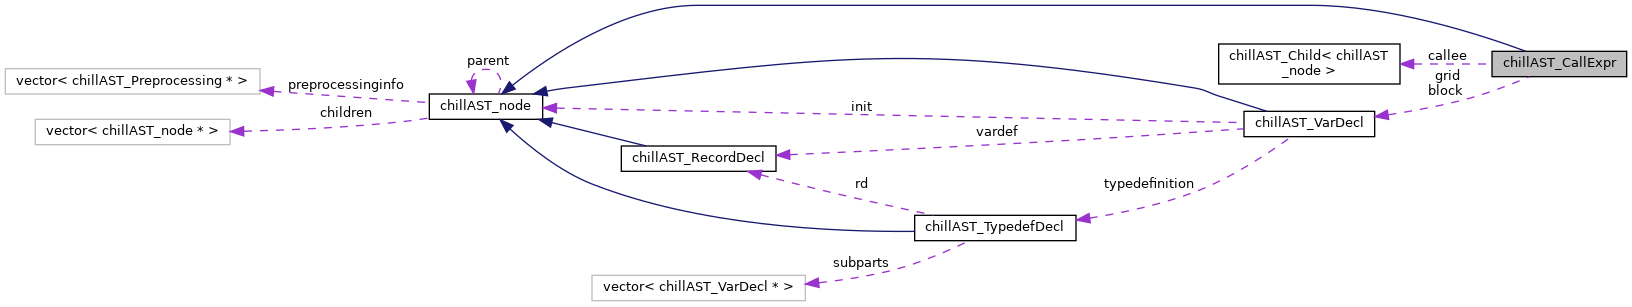 parent
chillAST_Child< chillAST
_node >
callee
chillAST_CallExpr
vector< chillAST_Preprocessing * >
preprocessinginfo
grid
block
chillAST_node
init
children
vector< chillAST_node * >
chillAST_VarDecl
vardef
chillAST_RecordDecl
rd
typedefinition
chillAST_TypedefDecl
subparts
vector< chillAST_VarDecl * >